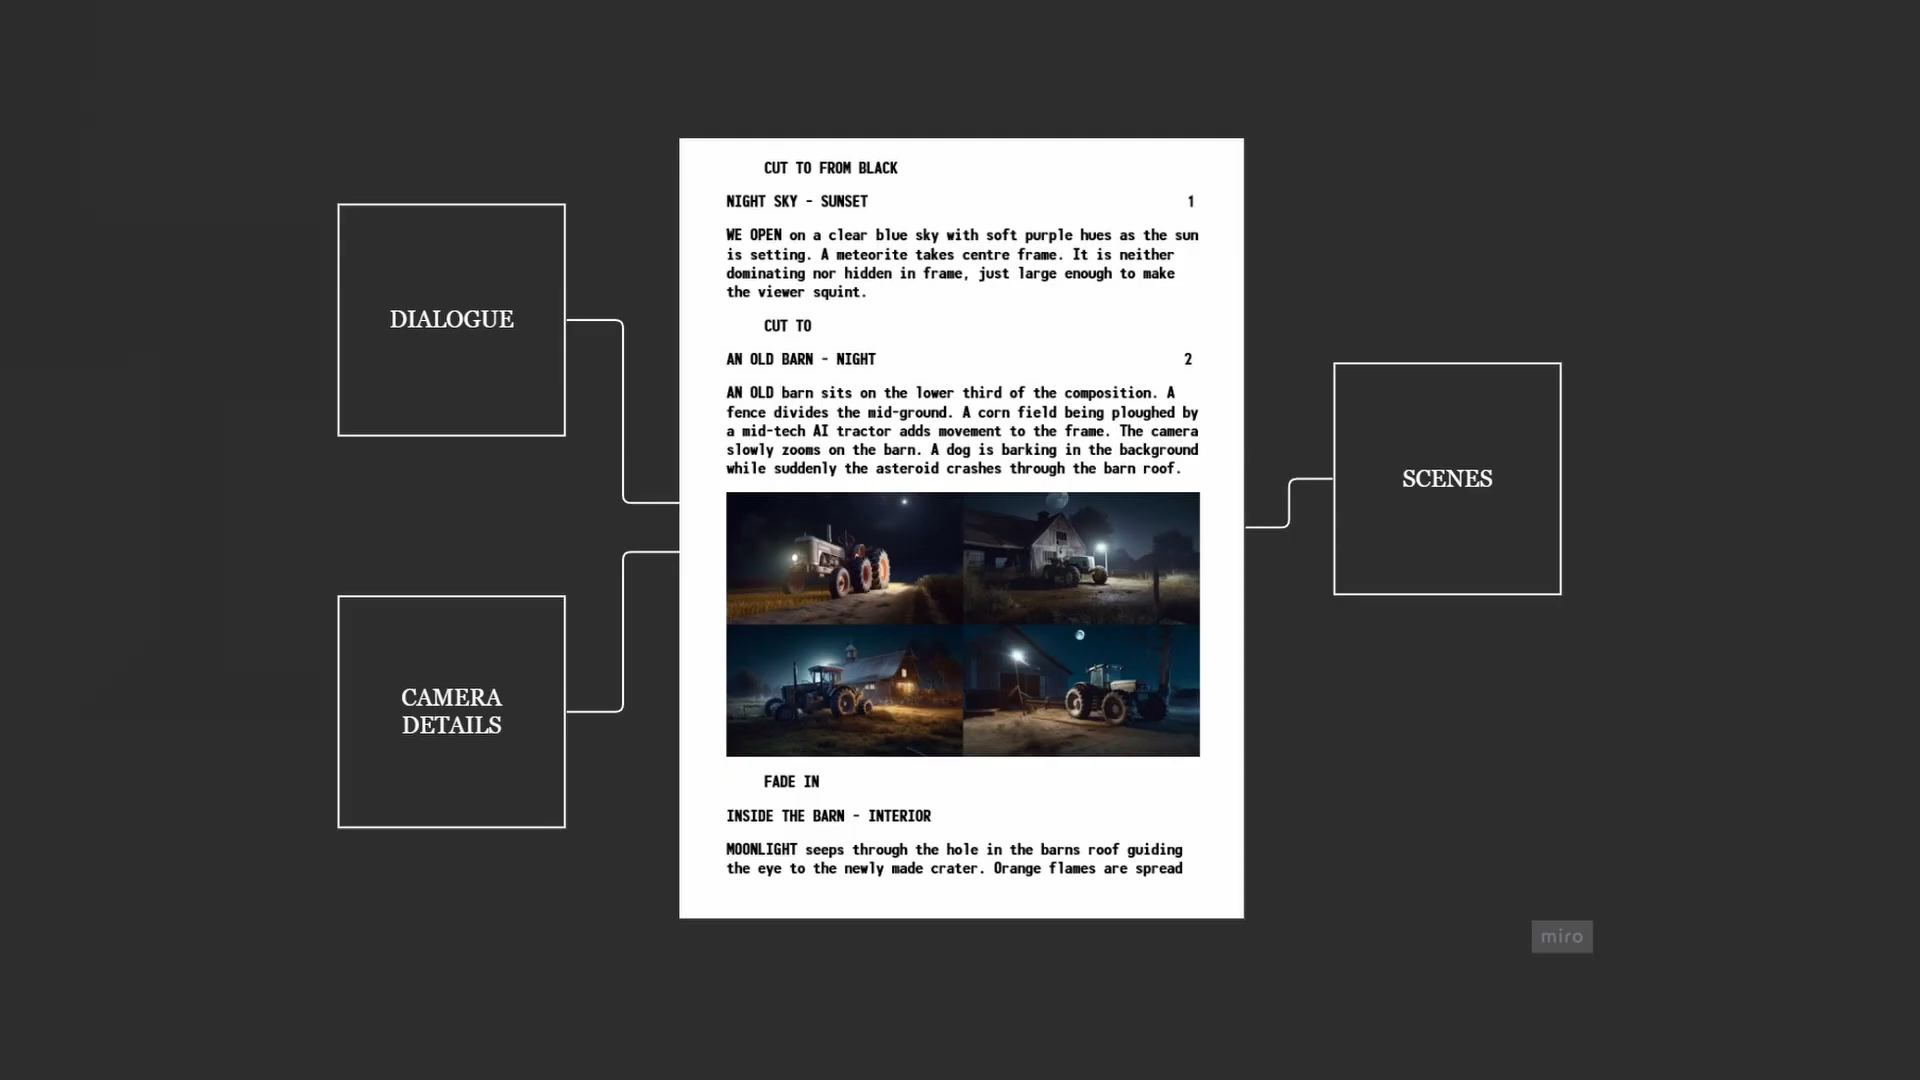 DIALOGUE
CAMERA
DETAILS
CUT TO FROM BLACK
NIGHT SKY - SUNSET 1
WE OPEN on a clear blue sky with soft purple hues as the sun
is setting. A meteorite takes centre frame. It is neither
dominating nor hidden in frame, just large enough to make
the viewer squint.
CUT TO
AN OLD BARN - NIGHT 2
AN OLD barn sits on the lower third of the composition. A
fence divides the mid-ground. A corn field being ploughed by
a mid-tech AI tractor adds movement to the frame. The camera
slowly zooms on the barn. A dog is barking in the background
while suddenly the asteroid crashes through the barn roof.
FADE IN
INSIDE THE BARN - INTERIOR
MOONLIGHT seeps through the hole in the barns roof guiding
the eye to the newly made crater. Orange flames are spread
SCENES
miro